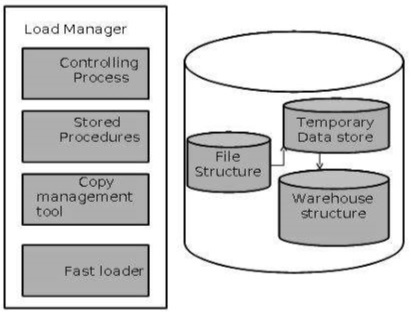 Load Manager
Controlling
Process
Stored
Procedures
Copy
management
tool
Fast loader
File
Structure
Temporary
Data store
Warehouse
structure